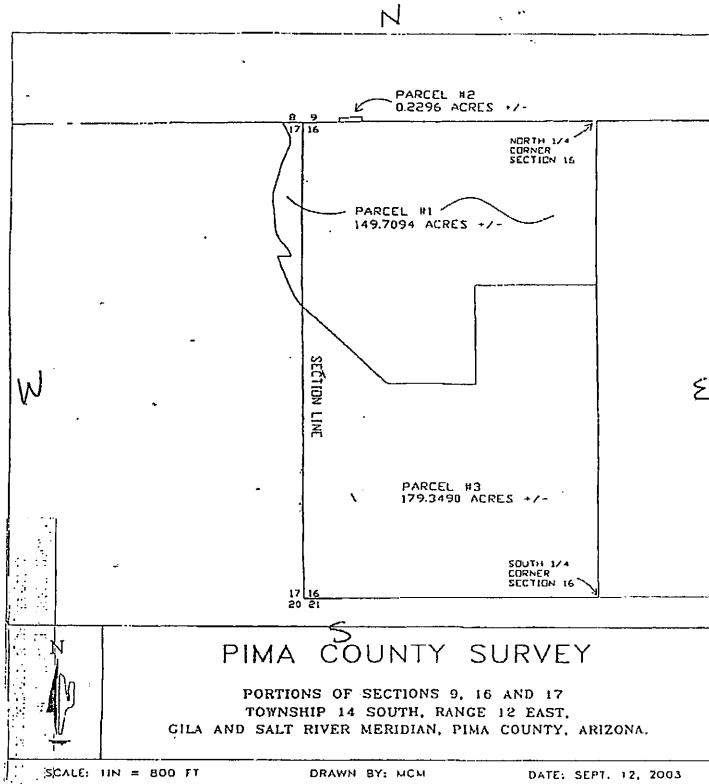 N
PARCEL #2
0.2296 ACRES +/-
8 9
17 16
NORTH 1/4
CORNER
SECTION 16
PARCEL #1
149.7094 ACRES +/-
W
SECTION LINE
E
PARCEL #3
179.3490 ACRES +/-
SOUTH 1/4
CORNER
SECTION 16
17 16
20 21
S
N
PIMA COUNTY SURVEY
PORTIONS OF SECTIONS 9, 16 AND 17
TOWNSHIP 14 SOUTH, RANGE 12 EAST,
GILA AND SALT RIVER MERIDIAN, PIMA COUNTY, ARIZONA.
SCALE: 1IN = 800 FT
DRAWN BY: MCM
DATE: SEPT. 12, 2003